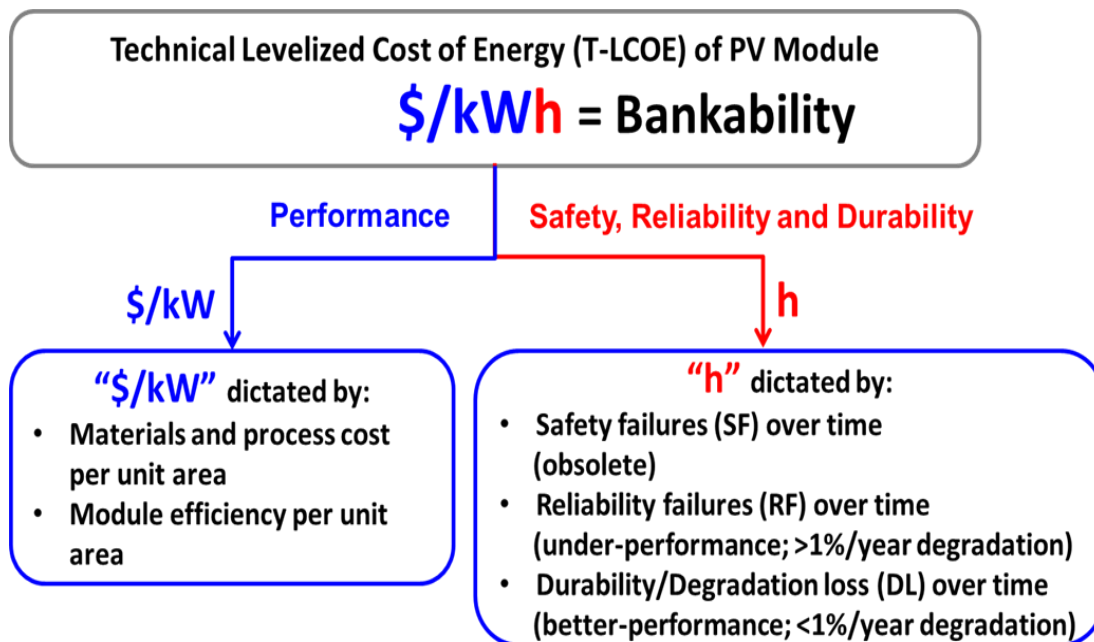 Technical Levelized Cost of Energy (T-LCOE) of PV Module
$/kWh = Bankability
Performance
Safety, Reliability and Durability
$/kW
h
“$/kW” dictated by:
• Materials and process cost
per unit area
• Module efficiency per unit
area
“h” dictated by:
• Safety failures (SF) over time
(obsolete)
• Reliability failures (RF) over time
(under-performance; >1%/year degradation)
• Durability/Degradation loss (DL) over time
(better-performance; <1%/year degradation)